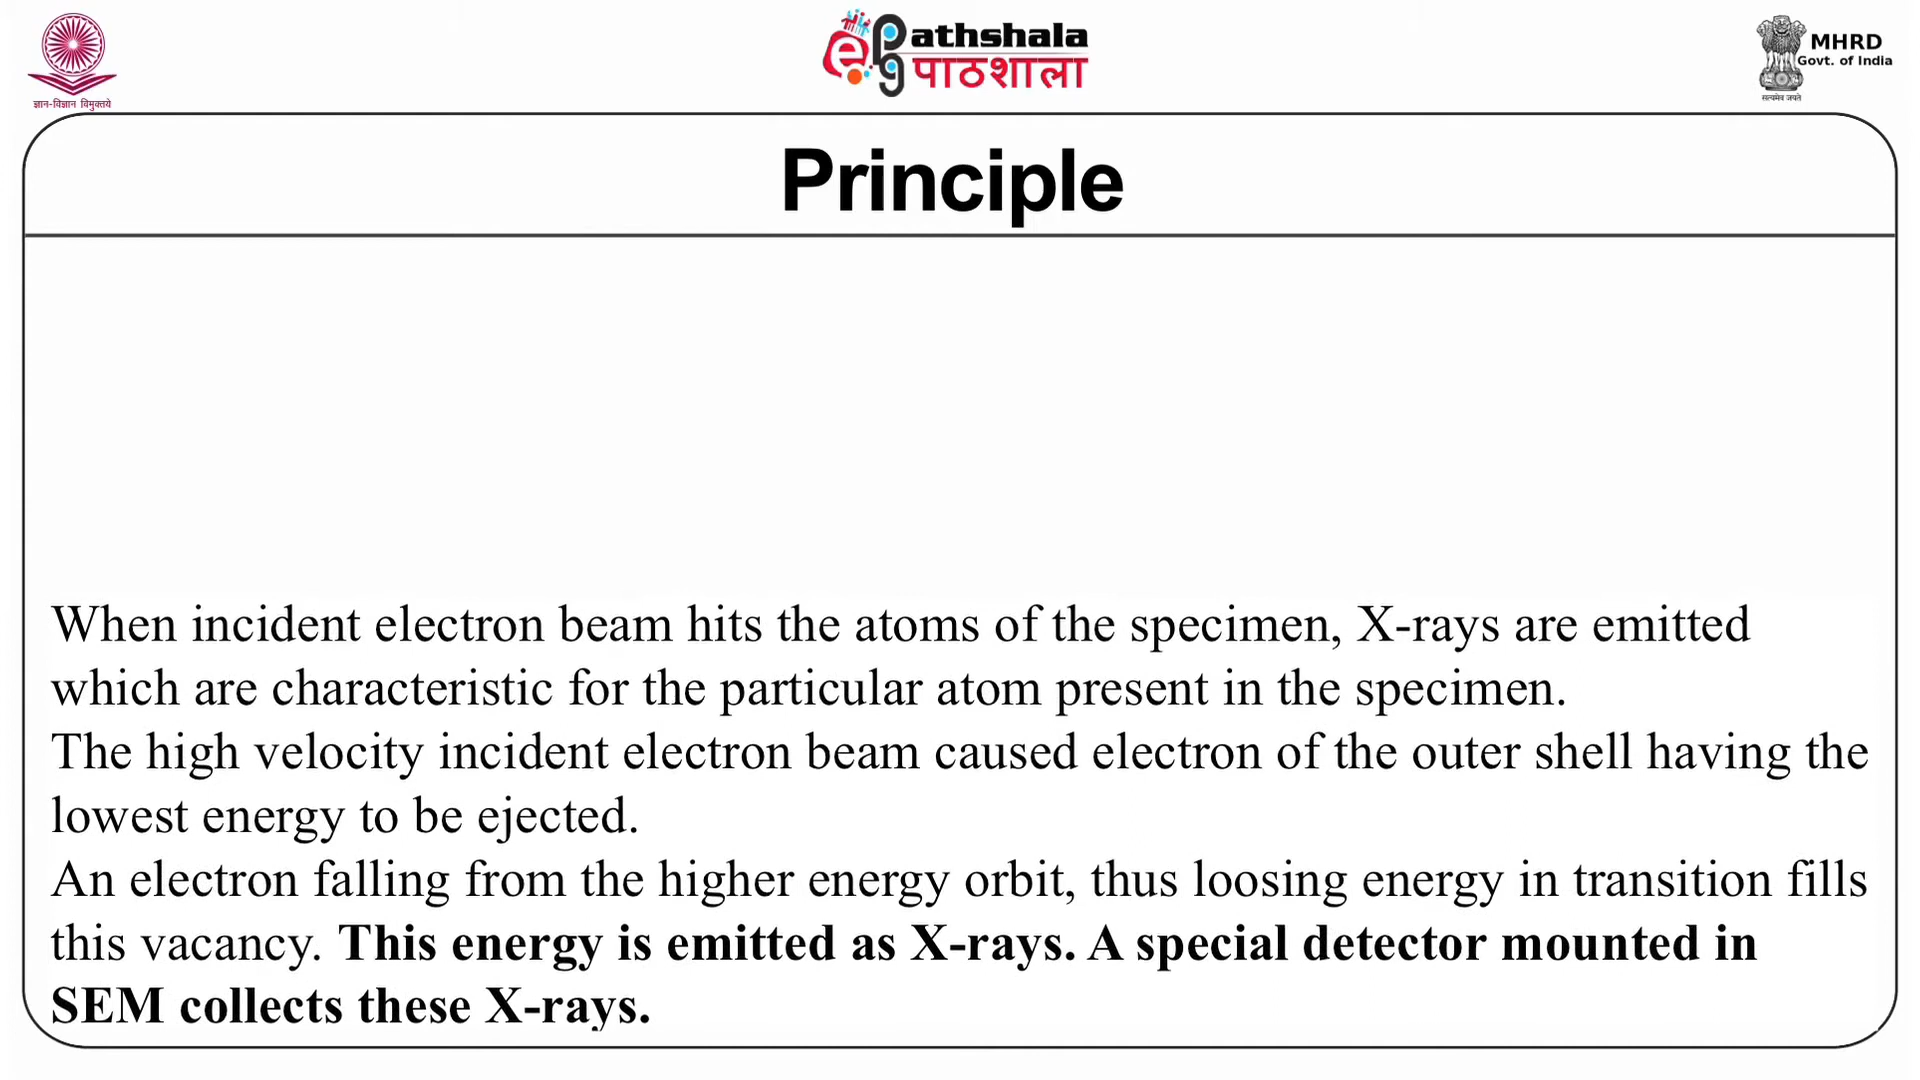 ज्ञान-विज्ञान विमुक्तये
e
Pathshala
पाठशाला
MHRD
Govt. of India
सत्यमेव जयते
Principle
When incident electron beam hits the atoms of the specimen, X-rays are emitted
which are characteristic for the particular atom present in the specimen.
The high velocity incident electron beam caused electron of the outer shell having the
lowest energy to be ejected.
An electron falling from the higher energy orbit, thus loosing energy in transition fills
this vacancy. This energy is emitted as X-rays. A special detector mounted in
SEM collects these X-rays.